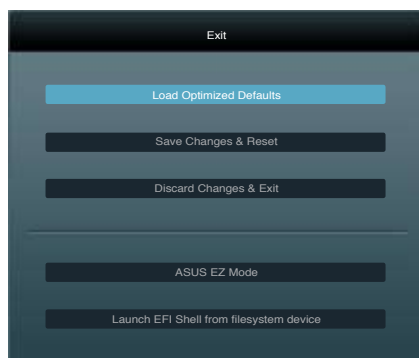 Exit
Load Optimized Defaults
Save Changes & Reset
Discard Changes & Exit
ASUS EZ Mode
Launch EFI Shell from filesystem device